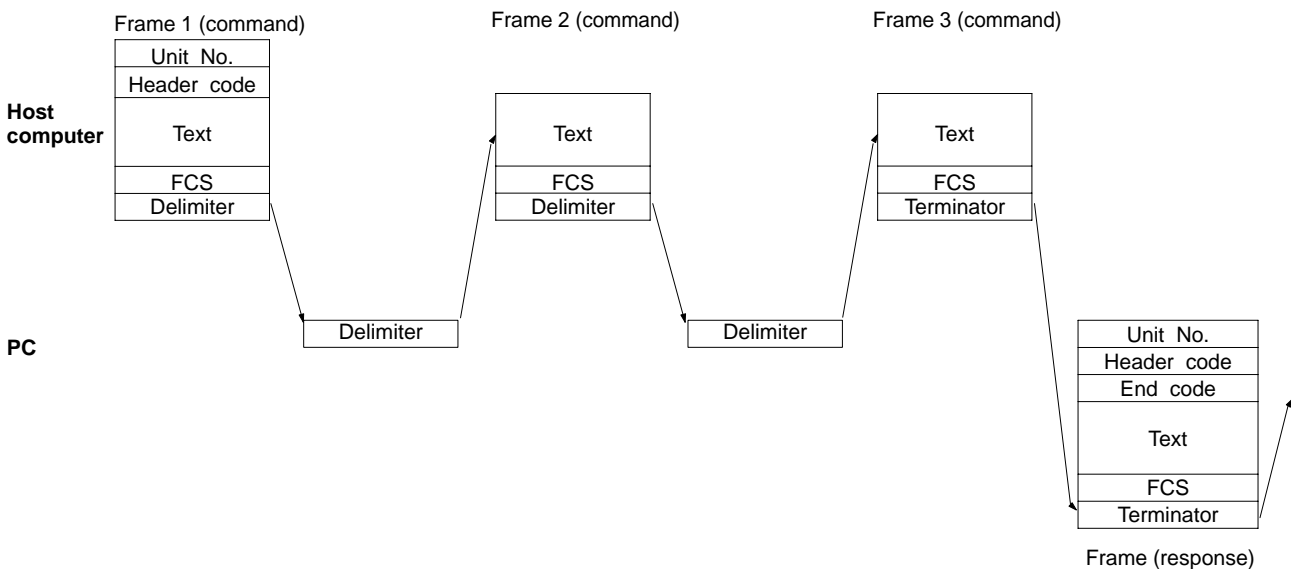 Frame 1 (command)
Unit No.
Header code
Text
FCS
Delimiter
Frame 2 (command)
Text
FCS
Delimiter
Frame 3 (command)
Text
FCS
Terminator
Host
computer
Delimiter
Delimiter
PC
Unit No.
Header code
End code
Text
FCS
Terminator
Frame (response)